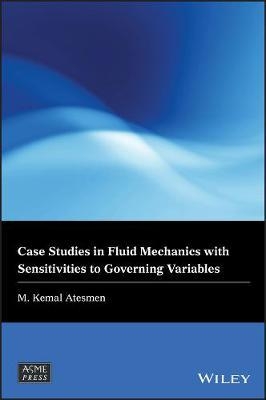 Case Studies in Fluid Mechanics with
Sensitivities to Governing Variables
M. Kemal Atesmen
ASME
PRESS
WILEY